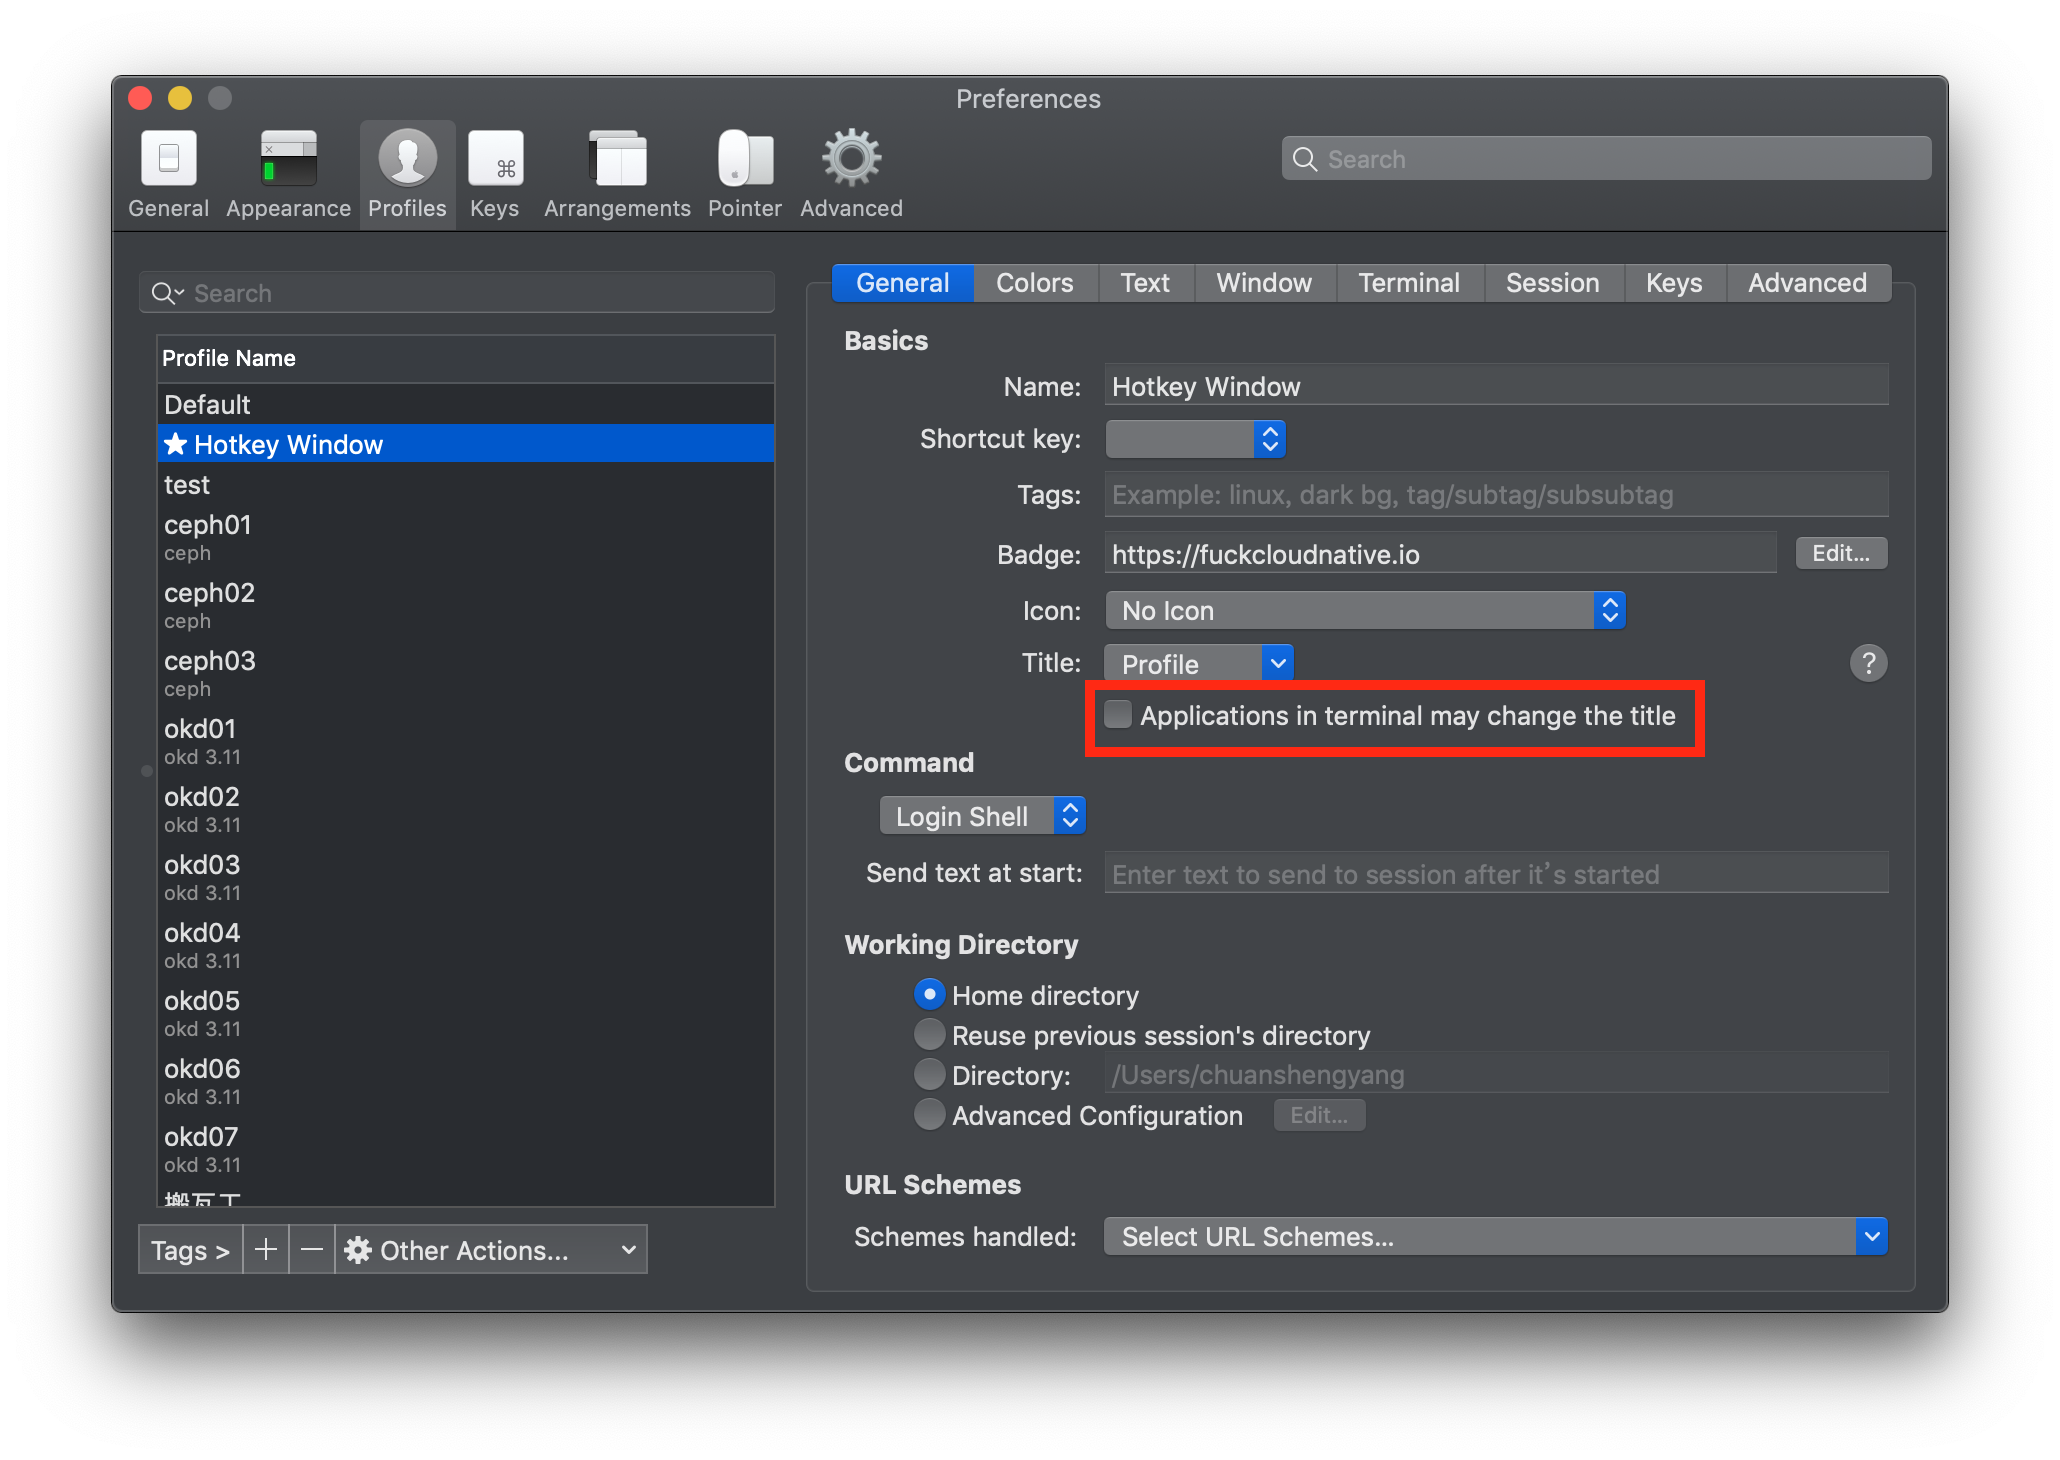 Preferences
General Appearance Profiles Keys Arrangements Pointer Advanced
Search
Search
Profile Name
Default
★ Hotkey Window
test
ceph01
ceph
ceph02
ceph
ceph03
ceph
okd01
okd 3.11
okd02
okd 3.11
okd03
okd 3.11
okd04
okd 3.11
okd05
okd 3.11
okd06
okd 3.11
okd07
okd 3.11
搬瓦工
Tags > + — Other Actions...
General Colors Text Window Terminal Session Keys Advanced
Basics
Name: Hotkey Window
Shortcut key:
Tags: Example: linux, dark bg, tag/subtag/subsubtag
Badge: https://fuckcloudnative.io Edit...
Icon: No Icon
Title: Profile ?
Applications in terminal may change the title
Command
Login Shell
Send text at start: Enter text to send to session after it’s started
Working Directory
Home directory
Reuse previous session's directory
Directory: /Users/chuanshengyang
Advanced Configuration Edit...
URL Schemes
Schemes handled: Select URL Schemes...